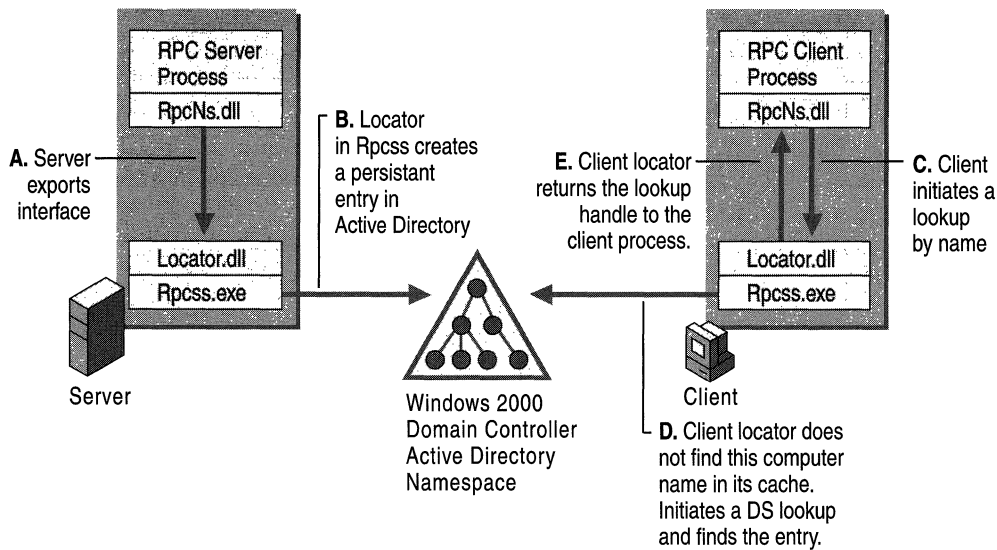 RPC Server
Process
RpcNs.dll
A. Server
exports
interface
Locator.dll
Rpcss.exe
Server
B. Locator
in Rpcss creates
a persistant
entry in
Active Directory
Windows 2000
Domain Controller
Active Directory
Namespace
RPC Client
Process
RpcNs.dll
C. Client
initiates a
lookup
by name
E. Client locator
returns the lookup
handle to the
client process.
Locator.dll
Rpcss.exe
Client
D. Client locator does
not find this computer
name in its cache.
Initiates a DS lookup
and finds the entry.